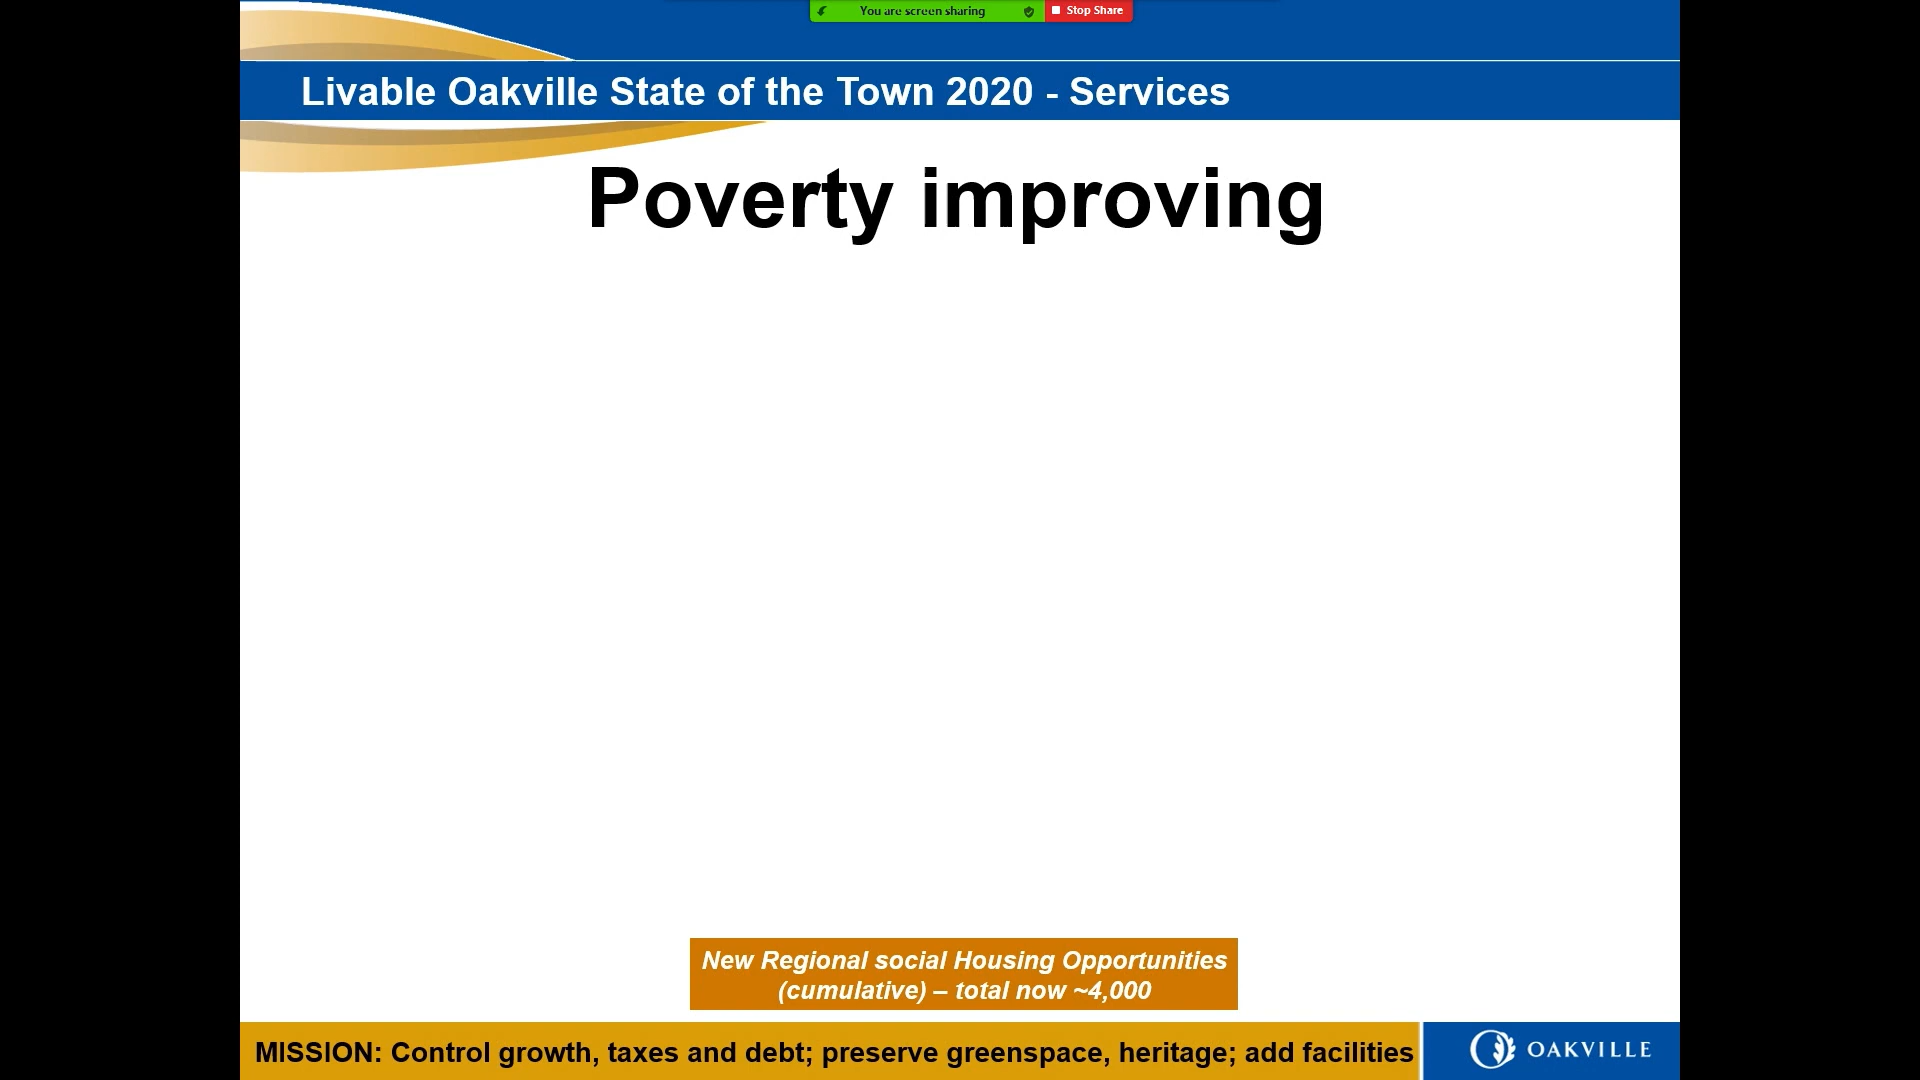 You are screen sharing
Stop Share
Livable Oakville State of the Town 2020 - Services
Poverty improving
New Regional social Housing Opportunities
(cumulative) – total now ~4,000
MISSION: Control growth, taxes and debt; preserve greenspace, heritage; add facilities
OAKVILLE